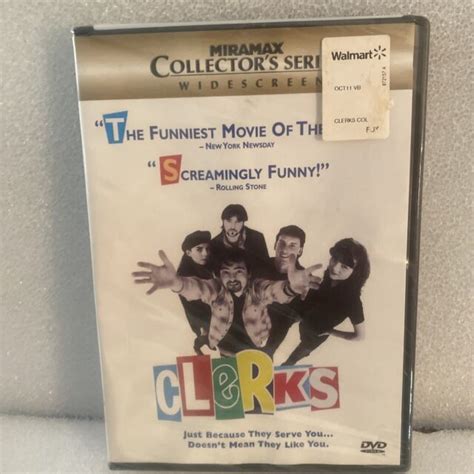 MIRAMAX
COLLECTOR'S SERI
WIDESCREEN
Walmart
OCT11 VB
CLERKS:COL
"THE FUNNIEST MOVIE OF THE
– NEW YORK NEWSDAY
"SCREAMINGLY FUNNY!"
– ROLLING STONE
CLERKS
Just Because They Serve You...
Doesn't Mean They Like You.
DVD